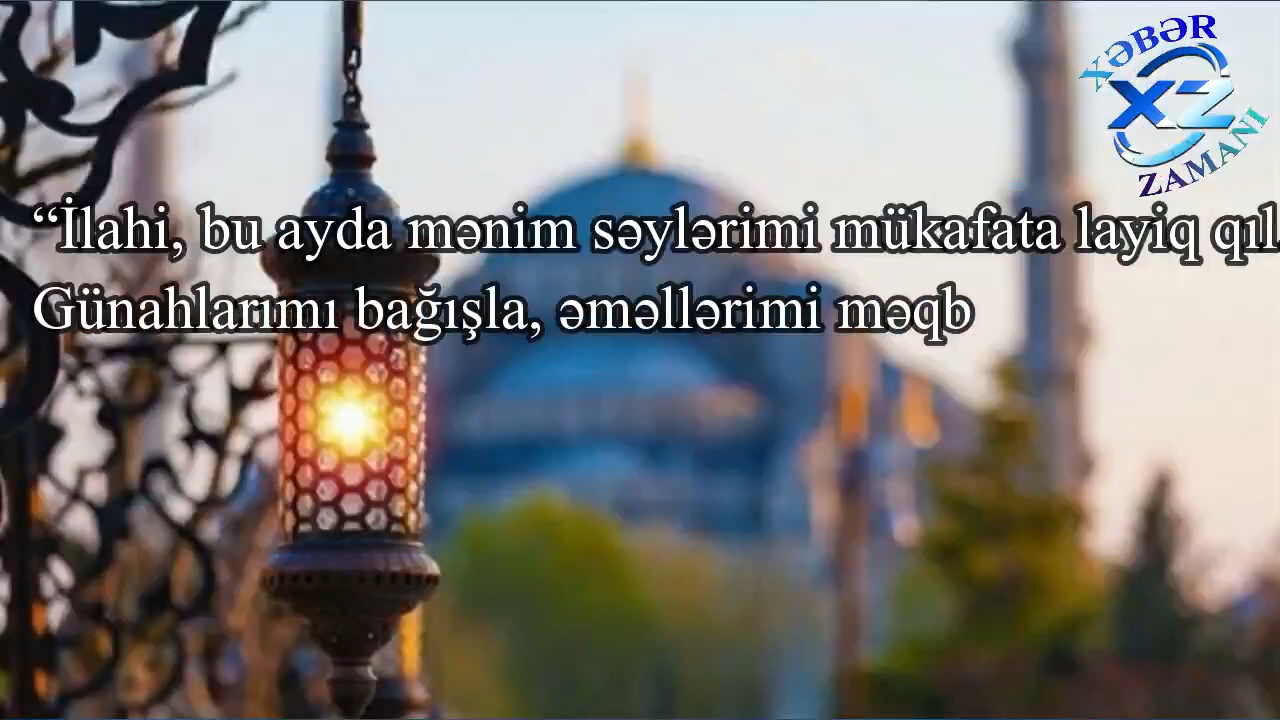 XƏBƏR
XZ
ZAMANI
“İlahi, bu ayda mənim səylərimi mükafata layiq qıl.
Günahlarımı bağışla, əməllərimi məqb